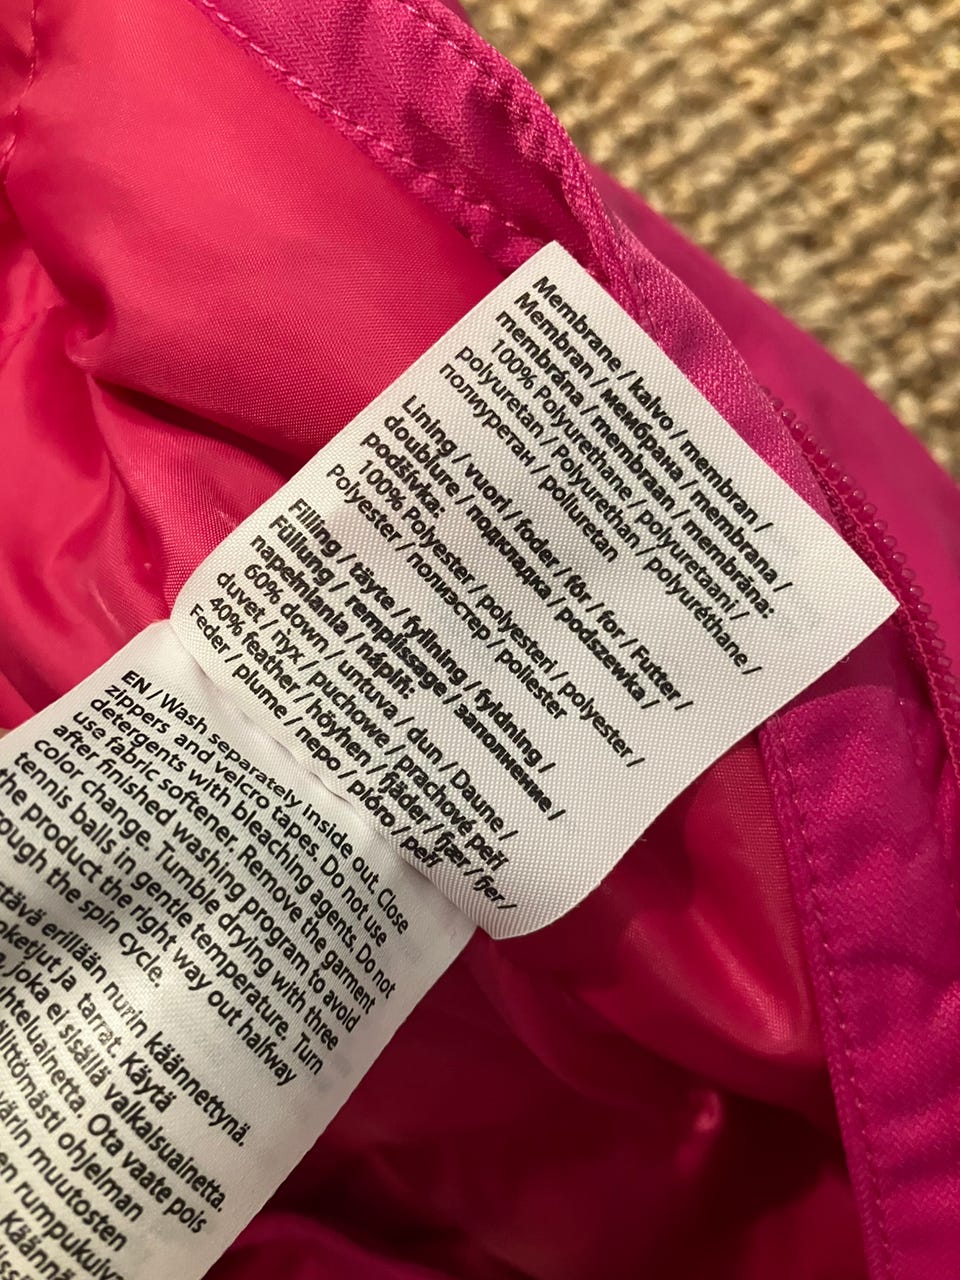 Membrane / kalvo / membran /
Membran / мембрана / membrana /
membrána / membraan / membrāna:
100% Polyurethane / polyuretaani /
polyuretan / Polyurethan / polyuréthane /
полиуретан / poliuretan
Lining / vuori / foder / fôr / for / Futter /
doublure / подкладка / podszewka /
podšívka:
100% Polyester / polyesteri / polyester /
Polyester / полиэстер / poliester
Filling / täyte / fyllning / fyldning /
Füllung / remplissage / заполнение /
napełniania / náplň:
60% down / untuva / dun / Daune /
duvet / пух / puchowe / prachové peří
40% feather / höyhen / fjäder / fjær / fjer /
Feder / plume / перо / pióro / peří
EN / Wash separately inside out. Close
zippers and velcro tapes. Do not use
detergents with bleaching agents. Do not
use fabric softener. Remove the garment
after finished washing program to avoid
color change. Tumble drying with three
tennis balls in gentle temperature. Turn
the product the right way out halfway
through the spin cycle.
erillään nurin käännettynä.
ja tarrat. Käytä
joka ei sisällä valkaisuainetta.
Ota vaate pois
ohjelman
värin muutosten
Käännä